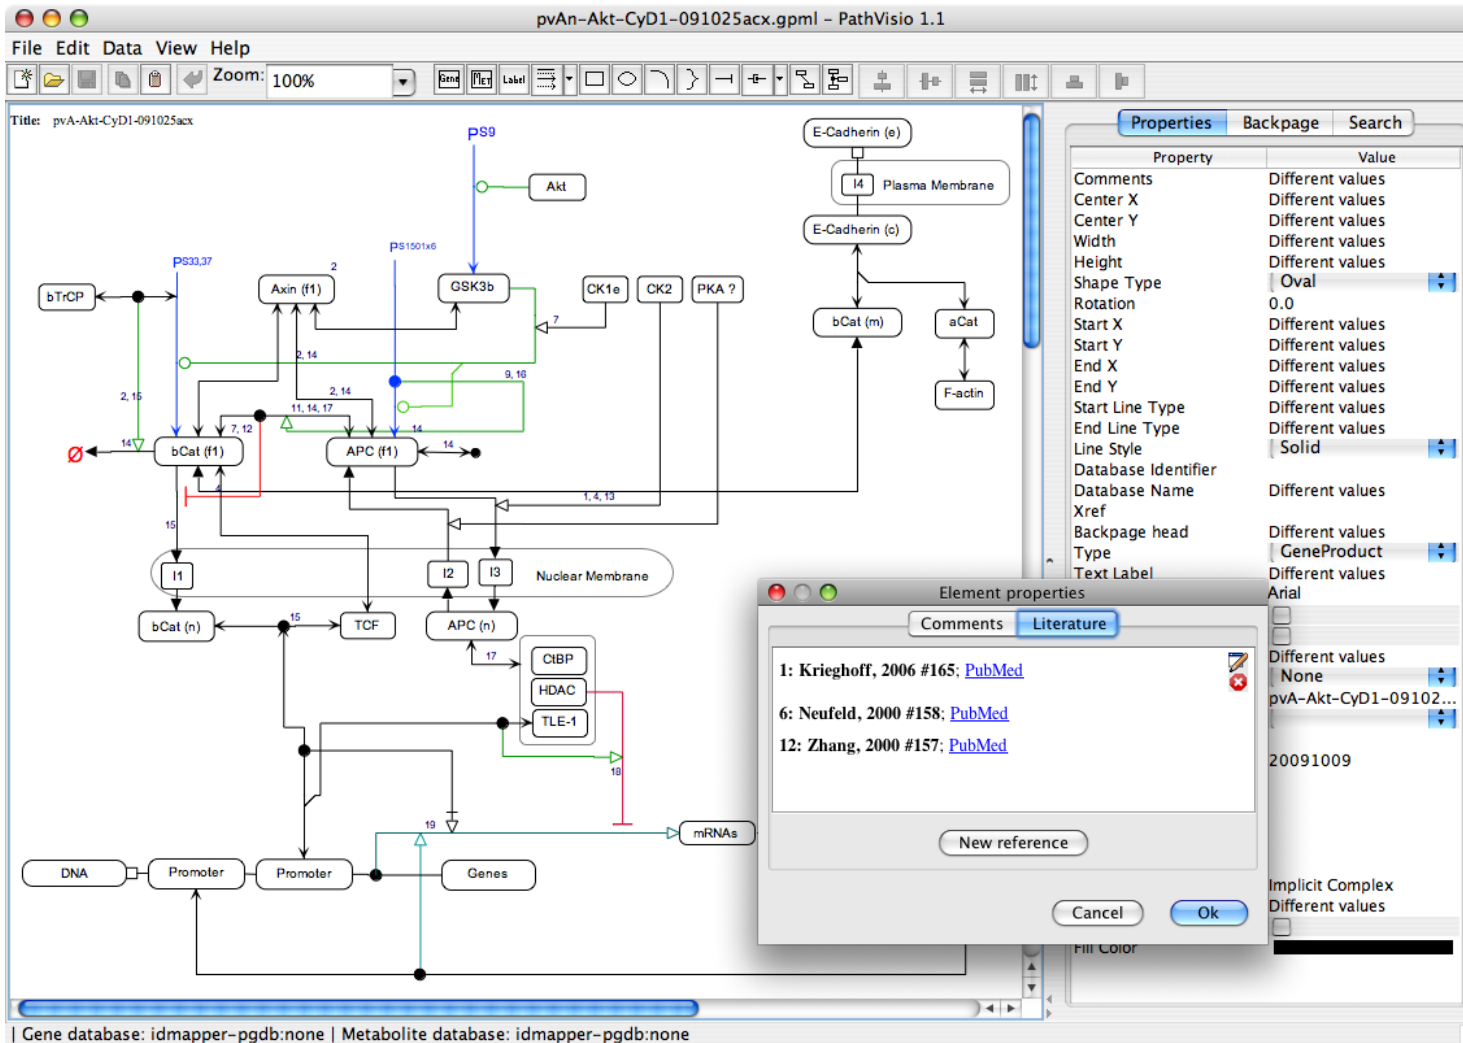 pvAn-Akt-CyD1-091025acx.gpml – PathVisio 1.1
File Edit Data View Help
Zoom: 100%
Gene MET Label
Title: pvA-Akt-CyD1-091025acx
PS9
E-Cadherin (e)
Akt
I4 Plasma Membrane
E-Cadherin (c)
PS1501x6
PS33,37
2
bTrCP
Axin (f1)
GSK3b
CK1e
CK2
PKA ?
7
bCat (m)
aCat
2, 14
9, 16
2, 15
2, 14
F-actin
11, 14, 17
7, 12
14
14
14
Ø
bCat (f1)
APC (f1)
4
1, 4, 13
15
I1
I2
I3
Nuclear Membrane
bCat (n)
15
TCF
APC (n)
17
CtBP
HDAC
TLE-1
18
19
mRNAs
DNA
Promoter
Promoter
Genes
Properties Backpage Search
Property Value
Comments Different values
Center X Different values
Center Y Different values
Width Different values
Height Different values
Shape Type Oval
Rotation 0.0
Start X Different values
Start Y Different values
End X Different values
End Y Different values
Start Line Type Different values
End Line Type Different values
Line Style Solid
Database Identifier
Database Name Different values
Xref
Backpage head Different values
Type GeneProduct
Text Label Different values
Arial
Different values
None
pvA-Akt-CyD1-09102...
20091009
Implicit Complex
Different values
Fill Color
Element properties
Comments Literature
1: Krieghoff, 2006 #165; PubMed
6: Neufeld, 2000 #158; PubMed
12: Zhang, 2000 #157; PubMed
New reference
Cancel Ok
| Gene database: idmapper-pgdb:none | Metabolite database: idmapper-pgdb:none